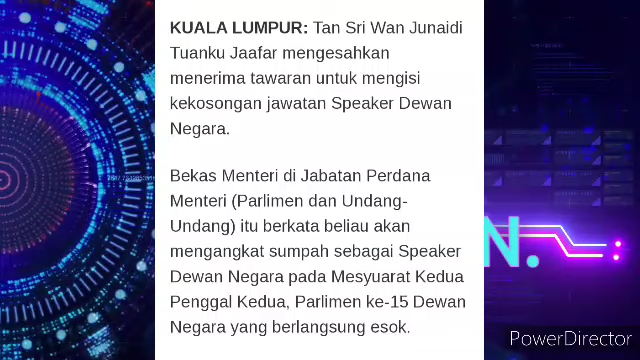 KUALA LUMPUR: Tan Sri Wan Junaidi
Tuanku Jaafar mengesahkan
menerima tawaran untuk mengisi
kekosongan jawatan Speaker Dewan
Negara.
Bekas Menteri di Jabatan Perdana
Menteri (Parlimen dan Undang-
Undang) itu berkata beliau akan
mengangkat sumpah sebagai Speaker
Dewan Negara pada Mesyuarat Kedua
Penggal Kedua, Parlimen ke-15 Dewan
Negara yang berlangsung esok.
N.
PowerDirector